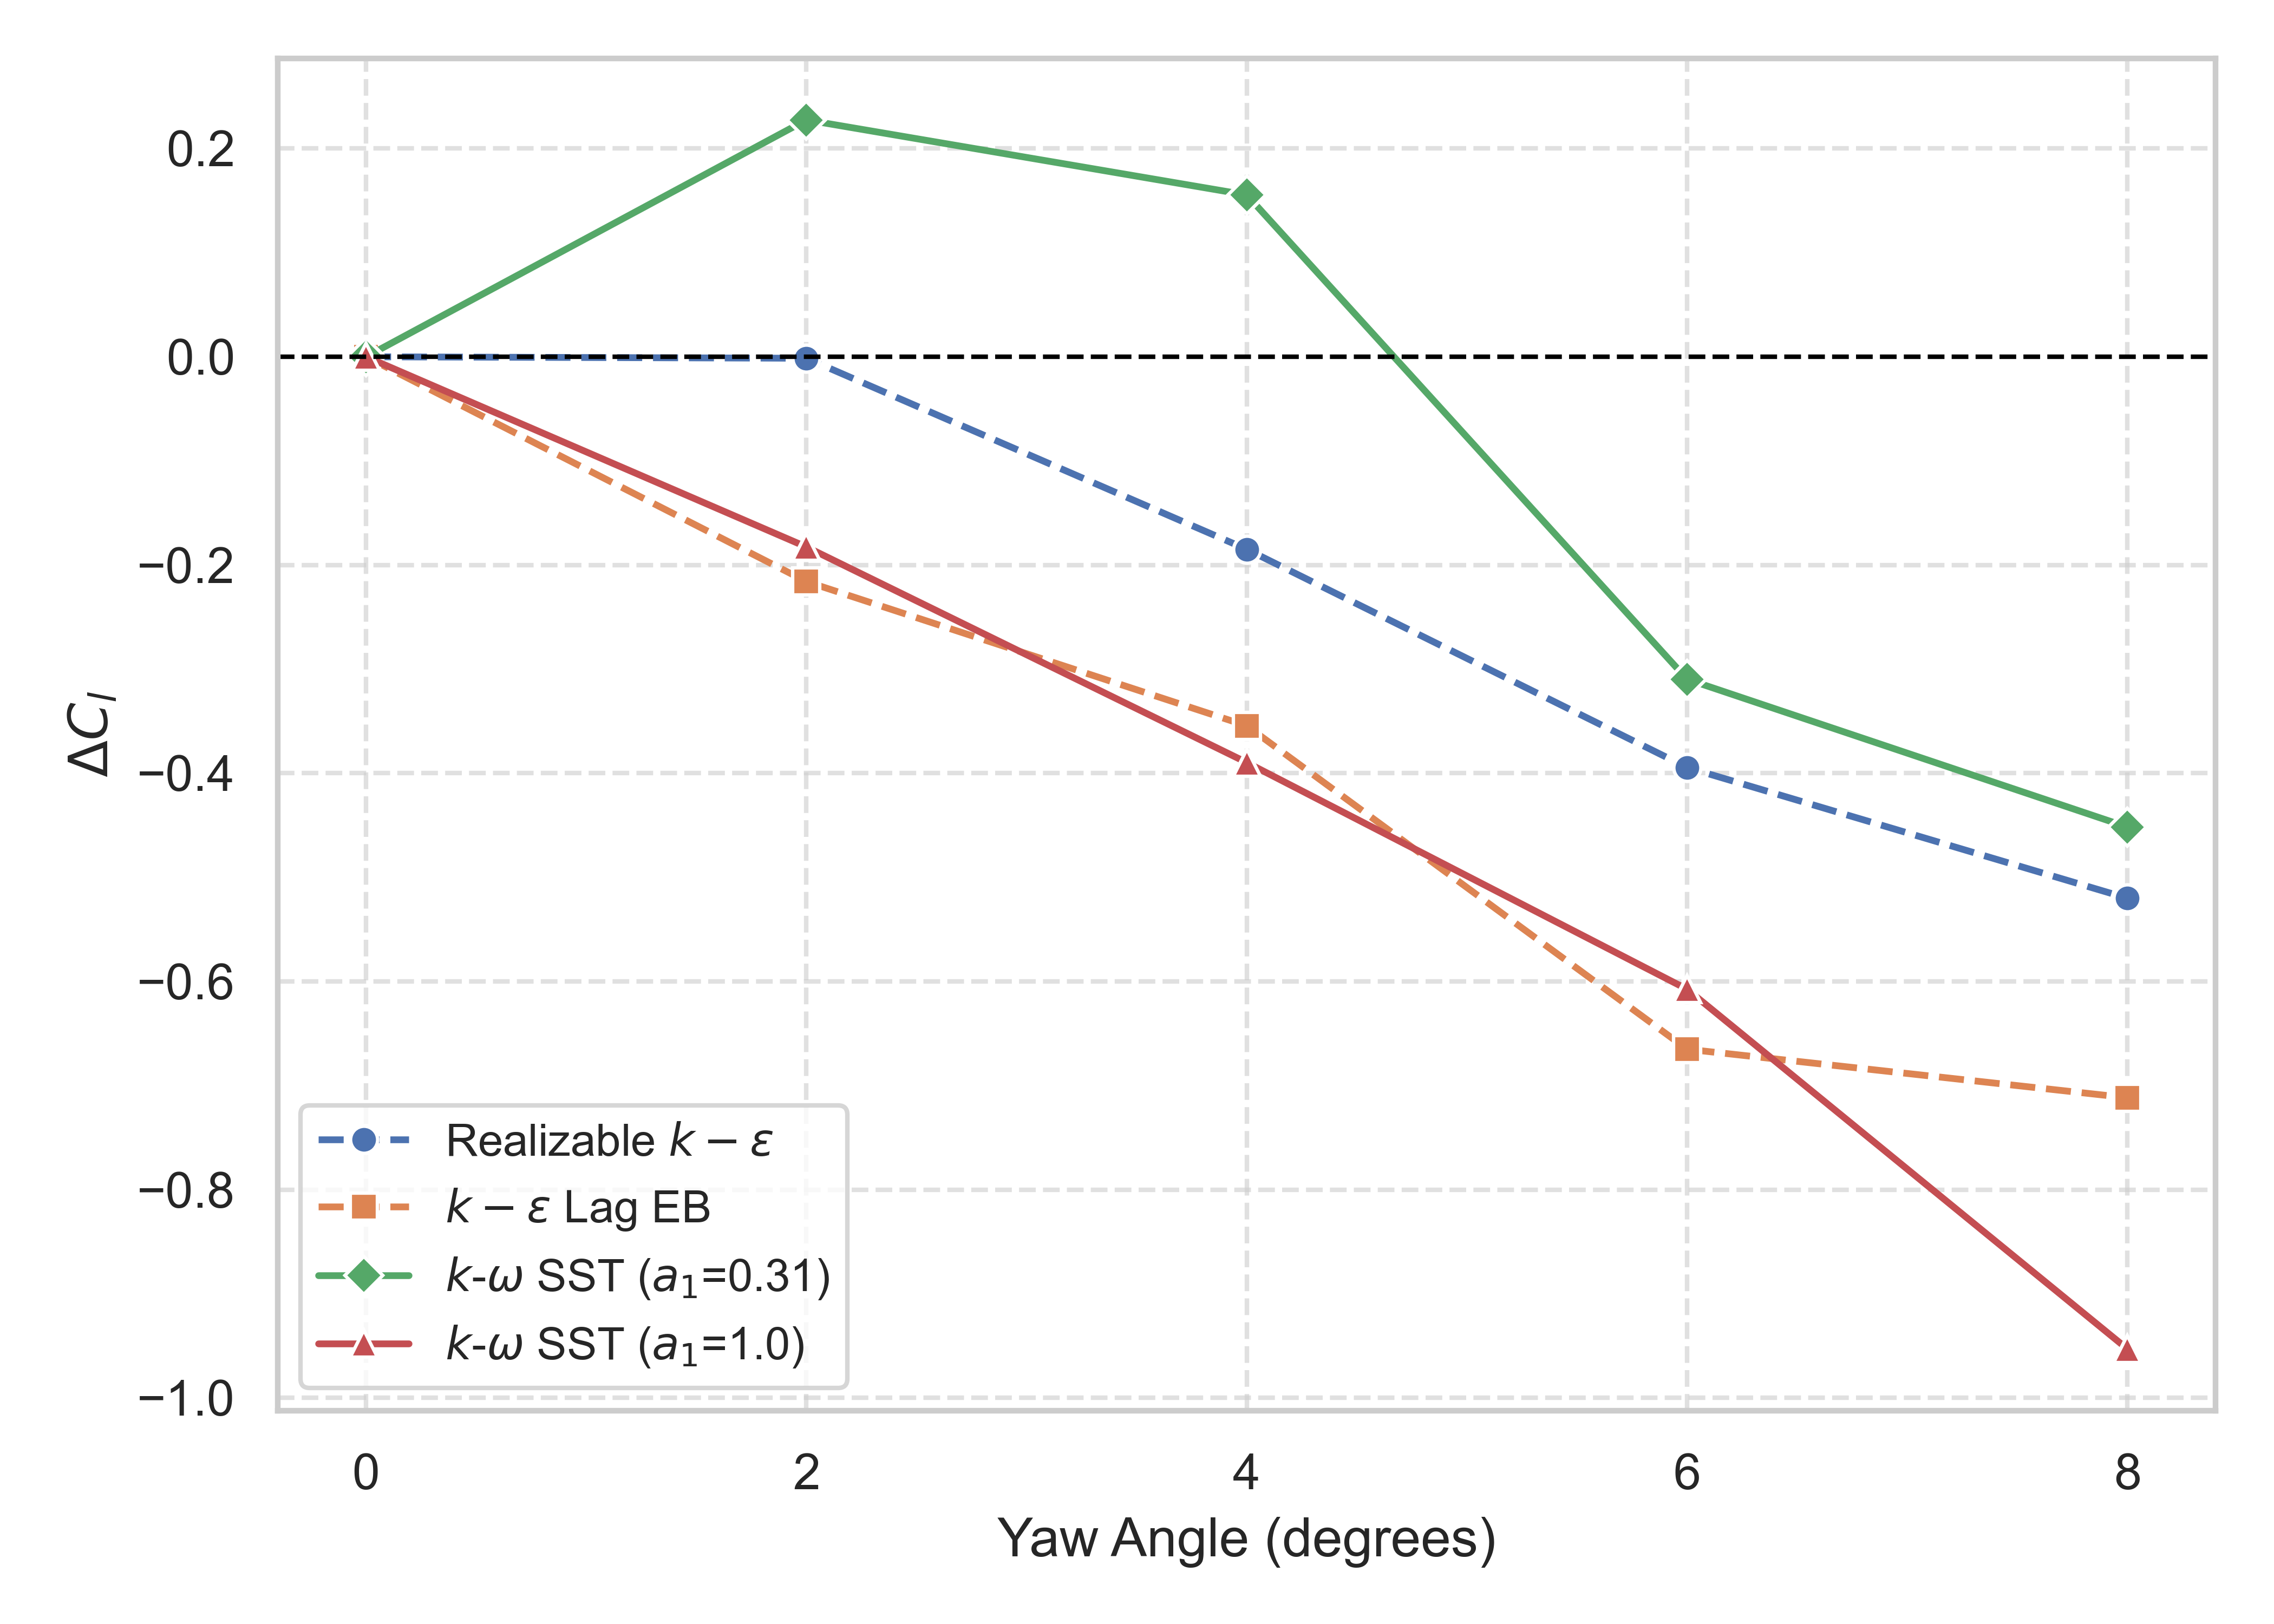 0.2
0.0
−0.2
−0.4
−0.6
−0.8
−1.0
ΔC_l
Realizable k − ε
k − ε Lag EB
k-ω SST (a₁=0.31)
k-ω SST (a₁=1.0)
0 2 4 6 8
Yaw Angle (degrees)